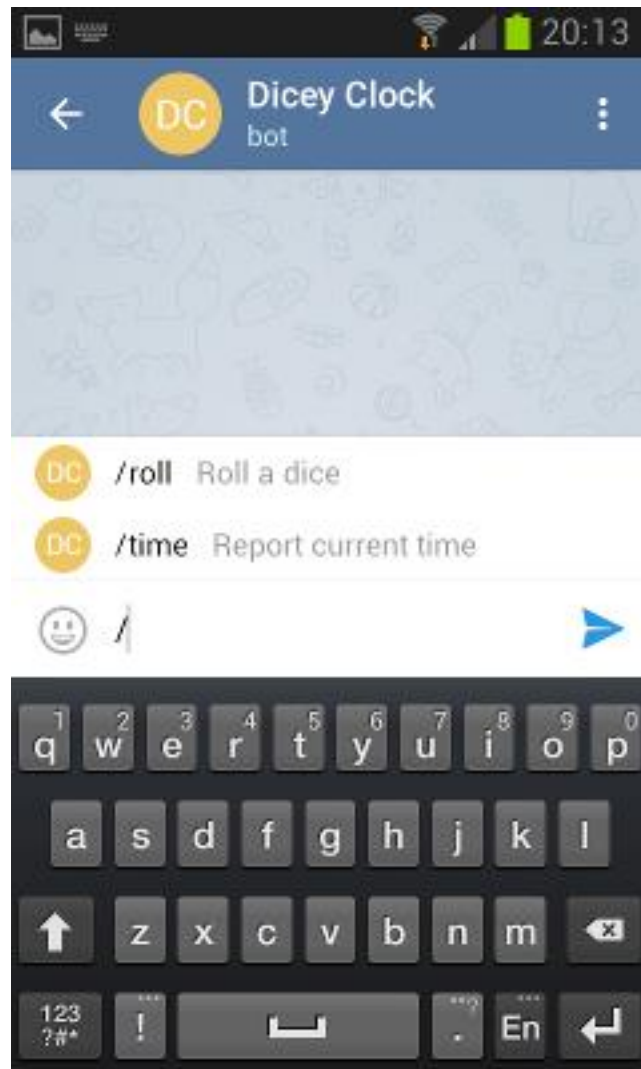 20:13
DC Dicey Clock
bot
DC /roll Roll a dice
DC /time Report current time
/
1 2 3 4 5 6 7 8 9 0
q w e r t y u i o p
a s d f g h j k l
z x c v b n m
123 ! . En
?#*